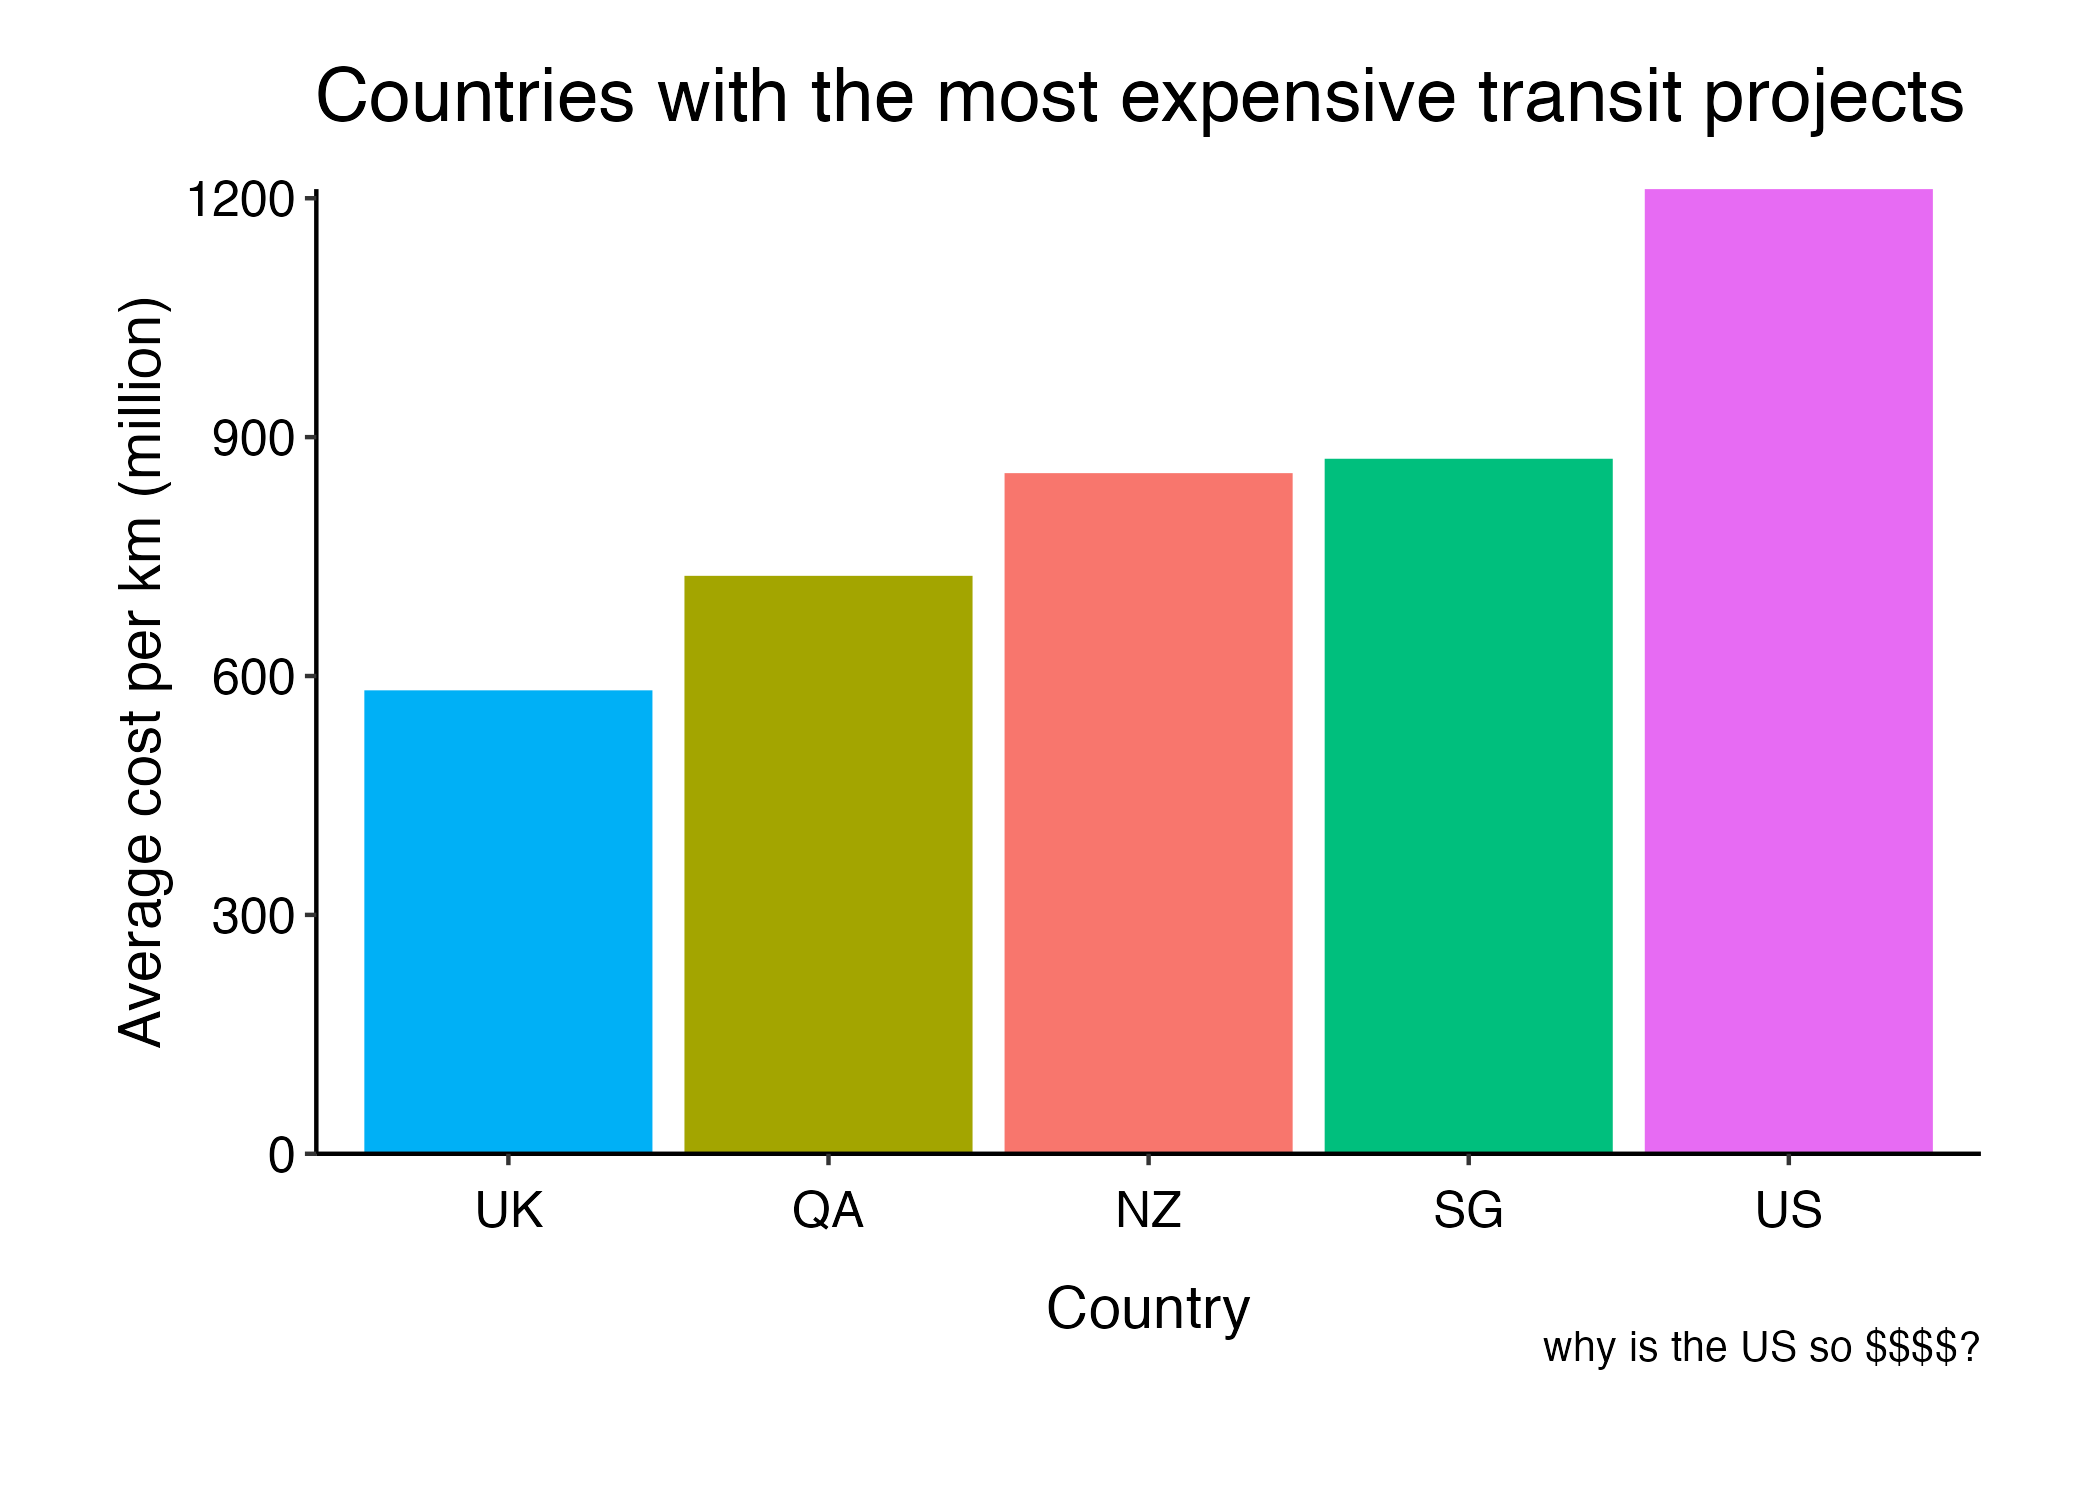 Countries with the most expensive transit projects
Average cost per km (million)
1200
900
600
300
0
UK
QA
NZ
SG
US
Country
why is the US so $$$$?